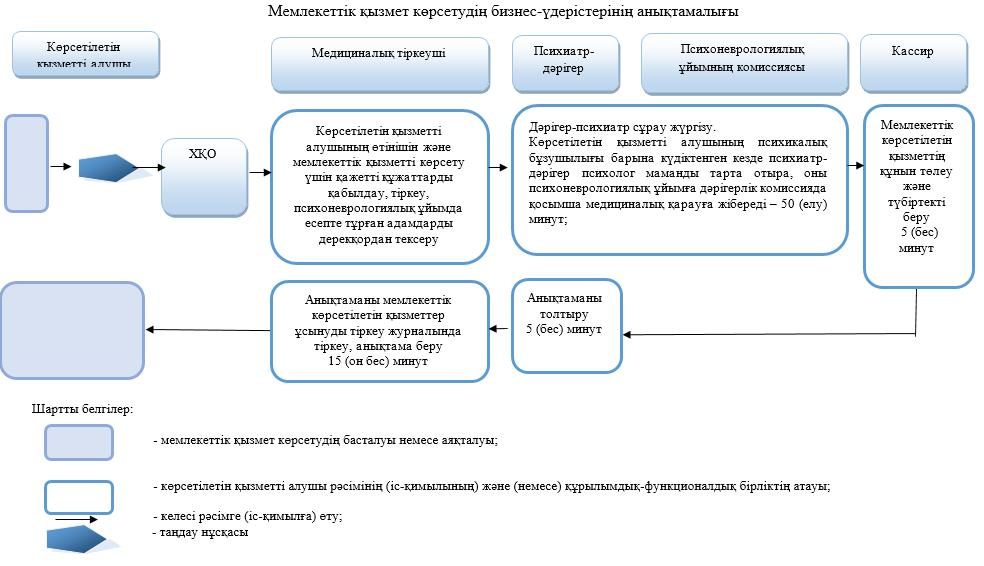 Мемлекеттік қызмет көрсетудің бизнес-үдерістерінің анықтамалығы
Көрсетілетін
қызметті алушы
Медициналық тіркеуші
Психиатр-
дәрігер
Психоневрологиялық
ұйымның комиссиясы
Кассир
ХҚО
Көрсетілетін қызметті
алушының өтінішін және
мемлекеттік қызметті көрсету
үшін қажетті құжаттарды
қабылдау, тіркеу,
психоневрологиялық ұйымда
есепте тұрған адамдарды
дерекқордан тексеру
Дәрігер-психиатр сұрау жүргізу.
Көрсетілетін қызметті алушының психикалық
бұзушылығы барына күдіктенген кезде психиатр-
дәрігер психолог маманды тарта отыра, оны
психоневрологиялық ұйымға дәрігерлік комиссияда
қосымша медициналық қарауға жібереді – 50 (елу)
минут;
Мемлекеттік
көрсетілетін
қызметтің
құнын төлеу
және
түбіртекті
беру
5 (бес)
минут
Анықтаманы мемлекеттік
көрсетілетін қызметтер
ұсынуды тіркеу журналында
тіркеу, анықтама беру
15 (он бес) минут
Анықтаманы
толтыру
5 (бес) минут
Шартты белгілер:
- мемлекеттік қызмет көрсетудің басталуы немесе аяқталуы;
- көрсетілетін қызметті алушы рәсімінің (іс-қимылының) және (немесе) құрылымдық-функционалдық бірліктің атауы;
- келесі рәсімге (іс-қимылға) өту;
- таңдау нұсқасы